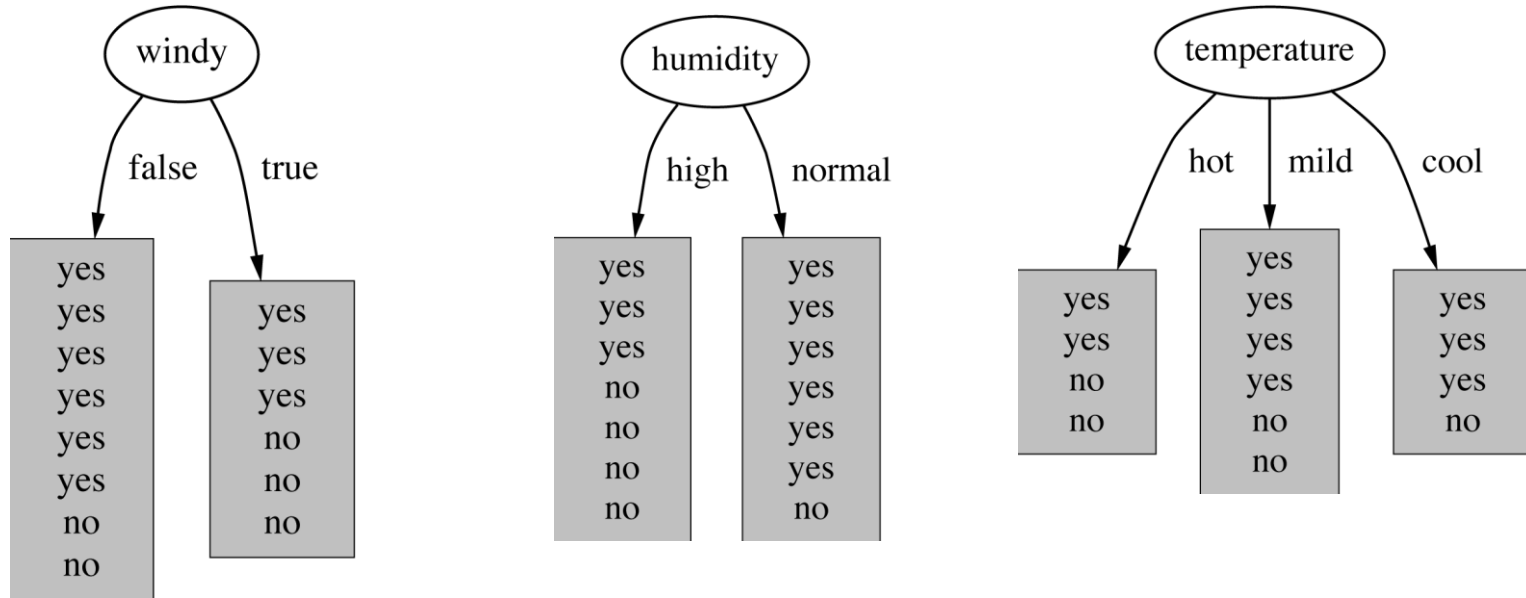 windy
false
true
yes
yes
yes
yes
yes
yes
no
no
yes
yes
yes
no
no
no
humidity
high
normal
yes
yes
yes
no
no
no
no
yes
yes
yes
yes
yes
yes
no
temperature
hot
mild
cool
yes
yes
no
no
yes
yes
yes
yes
no
no
yes
yes
yes
no